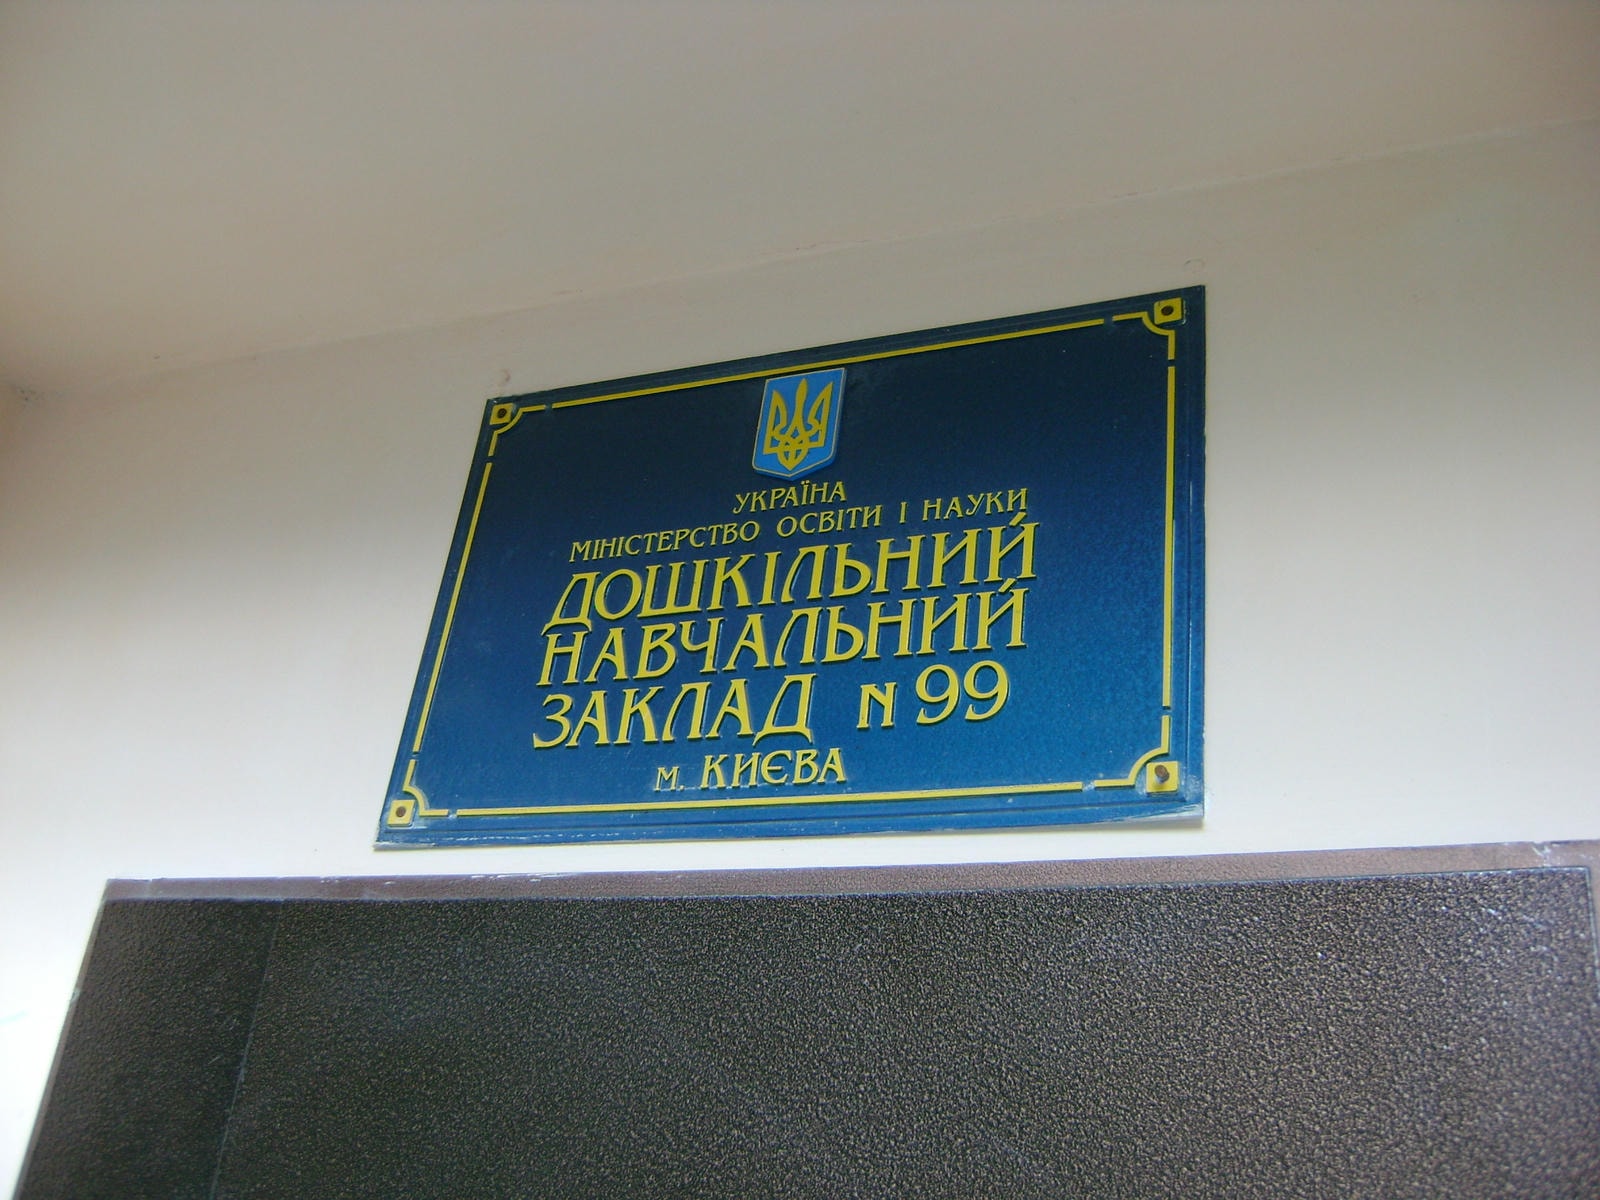 УКРАЇНА
МІНІСТЕРСТВО ОСВІТИ І НАУКИ
ДОШКІЛЬНИЙ
НАВЧАЛЬНИЙ
ЗАКЛАД N 99
м. КИЄВА